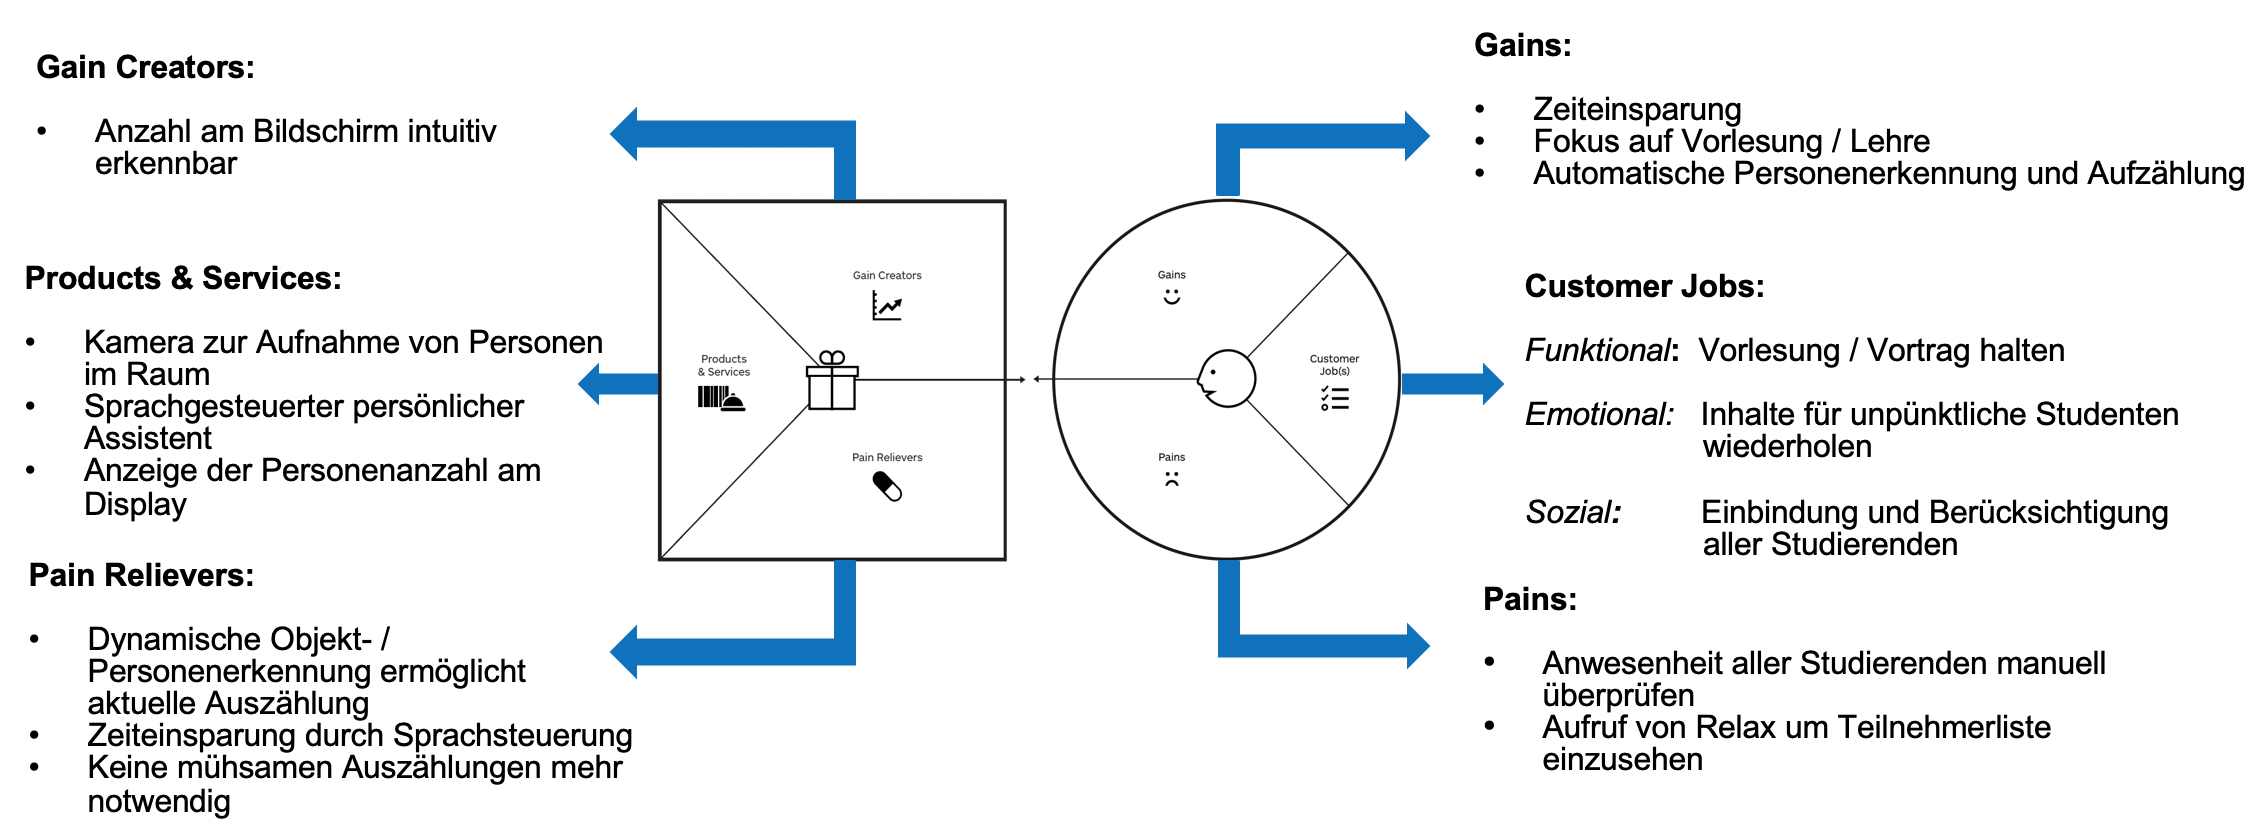 Gain Creators:
• Anzahl am Bildschirm intuitiv
erkennbar
Products & Services:
• Kamera zur Aufnahme von Personen
im Raum
• Sprachgesteuerter persönlicher
Assistent
• Anzeige der Personenanzahl am
Display
Pain Relievers:
• Dynamische Objekt- /
Personenerkennung ermöglicht
aktuelle Auszählung
• Zeiteinsparung durch Sprachsteuerung
• Keine mühsamen Auszählungen mehr
notwendig
Gain Creators
Products
& Services
Pain Relievers
Gains
Customer
Job(s)
Pains
Gains:
• Zeiteinsparung
• Fokus auf Vorlesung / Lehre
• Automatische Personenerkennung und Aufzählung
Customer Jobs:
Funktional: Vorlesung / Vortrag halten
Emotional: Inhalte für unpünktliche Studenten
wiederholen
Sozial: Einbindung und Berücksichtigung
aller Studierenden
Pains:
• Anwesenheit aller Studierenden manuell
überprüfen
• Aufruf von Relax um Teilnehmerliste
einzusehen